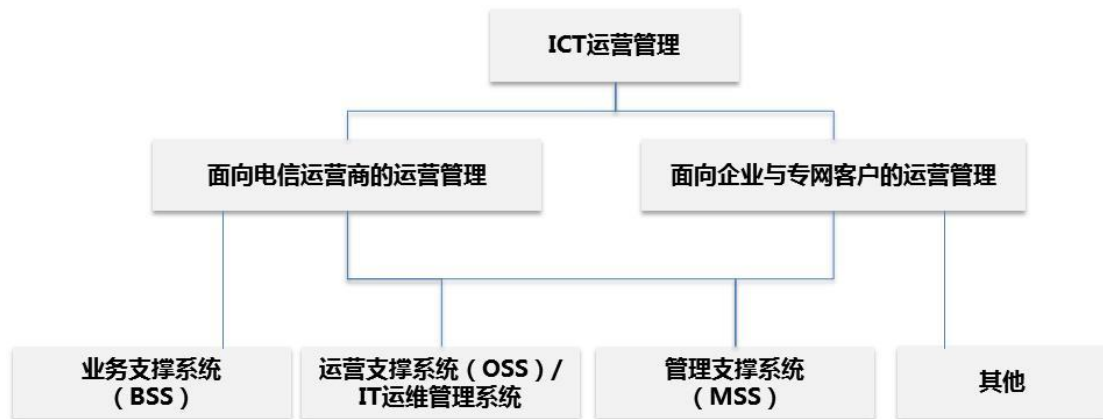 ICT运营管理
面向电信运营商的运营管理
面向企业与专网客户的运营管理
业务支撑系统
（BSS）
运营支撑系统（OSS）/
IT运维管理系统
管理支撑系统
（MSS）
其他